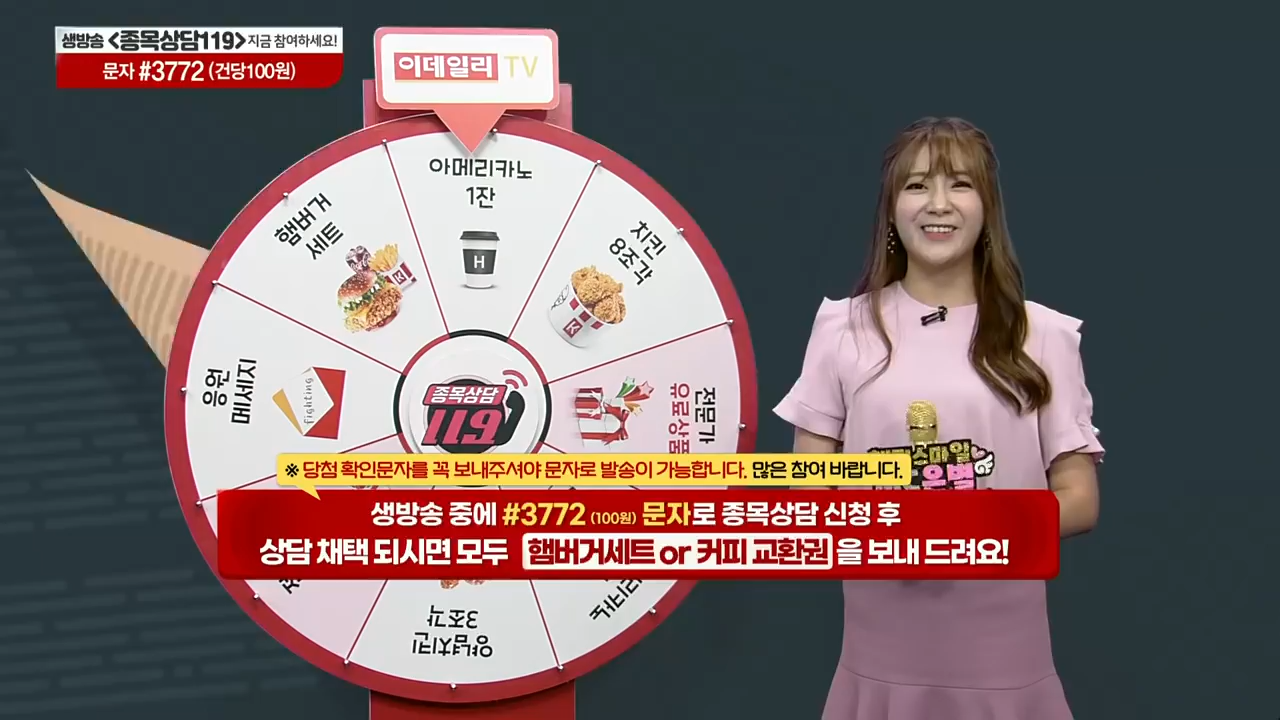 생방송 <종목상담119> 지금 참여하세요!
문자 #3772 (건당100원)
이데일리 TV
아메리카노
1잔
햄버거
세트
치킨
8조각
응원
메세지
전문가
유료상품
종목상담
119
※ 당첨 확인문자를 꼭 보내주셔야 문자로 발송이 가능합니다. 많은 참여 바랍니다.
생방송 중에 #3772 (100원) 문자로 종목상담 신청 후
상담 채택 되시면 모두 햄버거세트 or 커피 교환권 을 보내 드려요!
양념치킨
3조각
H
K